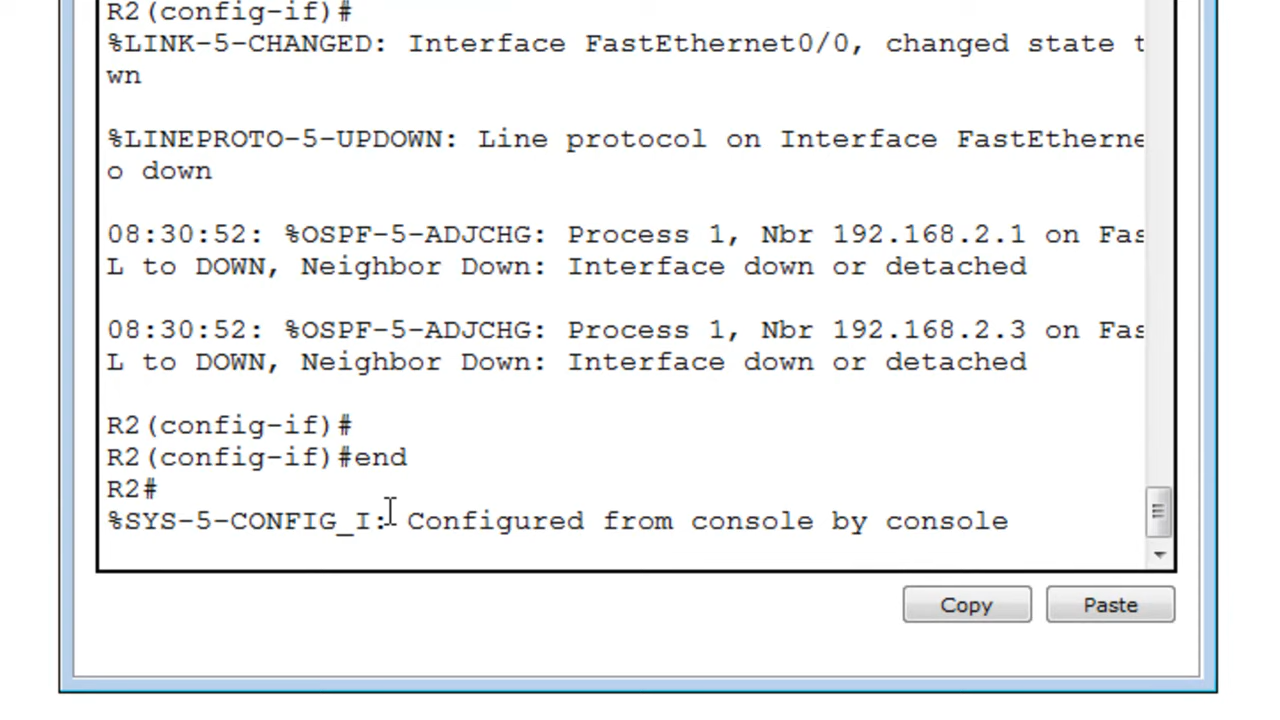 R2(config-if)#
%LINK-5-CHANGED: Interface FastEthernet0/0, changed state t
wn
%LINEPROTO-5-UPDOWN: Line protocol on Interface FastEtherne
o down
08:30:52: %OSPF-5-ADJCHG: Process 1, Nbr 192.168.2.1 on Fas
L to DOWN, Neighbor Down: Interface down or detached
08:30:52: %OSPF-5-ADJCHG: Process 1, Nbr 192.168.2.3 on Fas
L to DOWN, Neighbor Down: Interface down or detached
R2(config-if)#
R2(config-if)#end
R2#
%SYS-5-CONFIG_I: Configured from console by console
Copy Paste